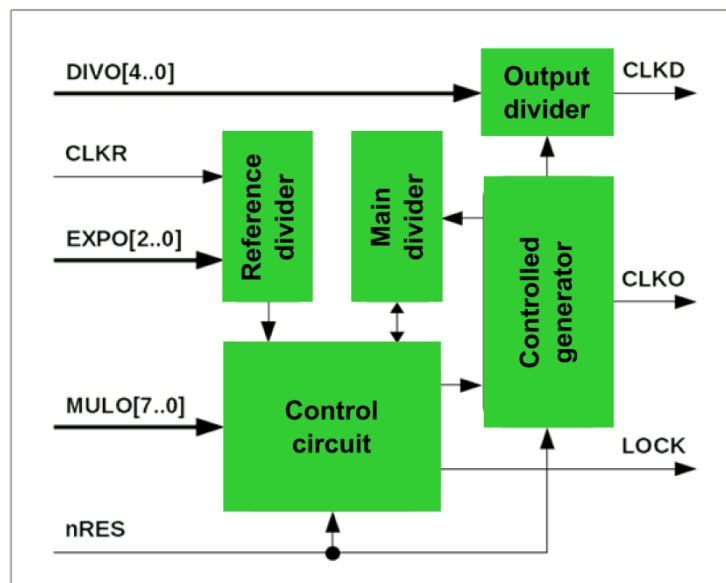 DIVO[4..0]
Output
divider
CLKD
CLKR
EXPO[2..0]
Reference
divider
Main
divider
Controlled
generator
CLKO
MULO[7..0]
Control
circuit
LOCK
nRES